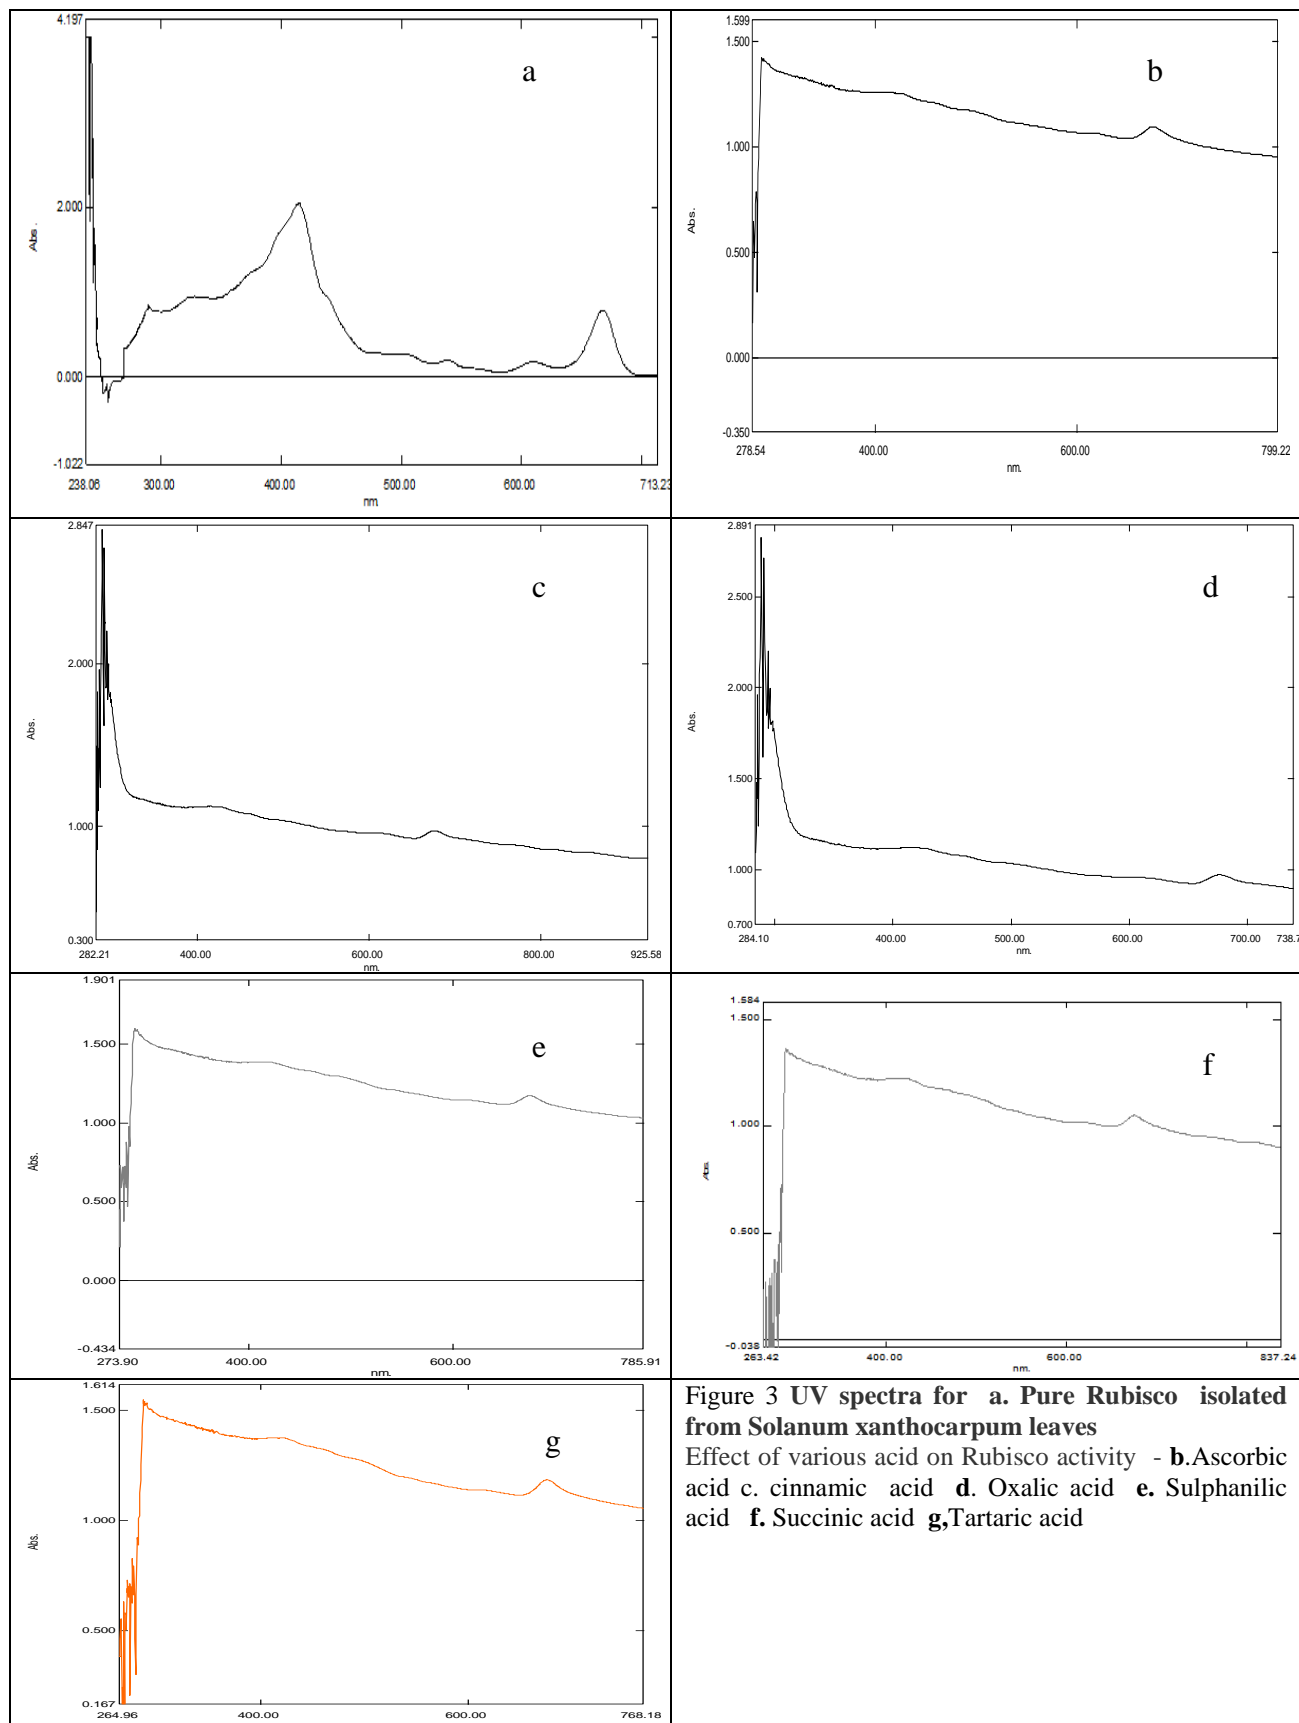 4.197
a
Abs.
2.000
0.000
-1.022
238.06 300.00 400.00 500.00 600.00 713.23
nm.
1.599
1.500
b
1.000
Abs.
0.500
0.000
-0.350
278.54 400.00 600.00 799.22
nm.
2.847
c
2.000
Abs.
1.000
0.300
282.21 400.00 600.00 800.00 925.58
nm.
2.891
d
2.500
2.000
Abs.
1.500
1.000
0.700
284.10 400.00 500.00 600.00 700.00 738.7
nm.
1.901
1.500
e
1.000
Abs.
0.500
0.000
-0.434
273.90 400.00 600.00 785.91
nm.
1.584
1.500
f
1.000
Abs.
0.500
-0.038
263.42 400.00 600.00 837.24
nm.
1.614
1.500
g
1.000
Abs.
0.500
0.167
264.96 400.00 600.00 768.18
nm.
Figure 3 UV spectra for a. Pure Rubisco isolated
from Solanum xanthocarpum leaves
Effect of various acid on Rubisco activity - b.Ascorbic
acid c. cinnamic acid d. Oxalic acid e. Sulphanilic
acid f. Succinic acid g,Tartaric acid